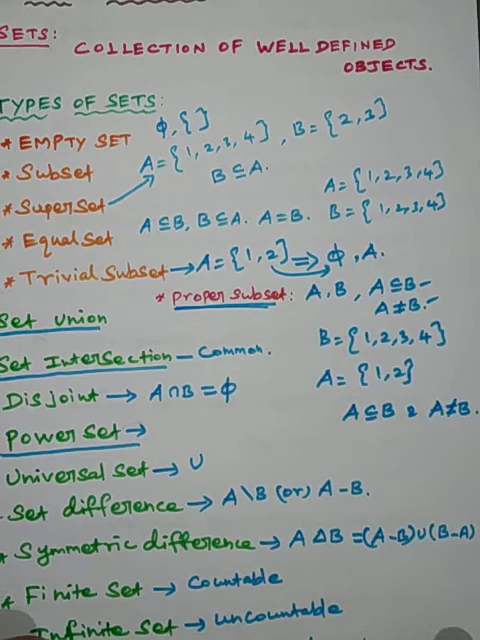 SETS:
COLLECTION OF WELL DEFINED
OBJECTS.
TYPES OF SETS:
* EMPTY SET φ, { }
* Subset A = {1, 2, 3, 4}, B = {2, 3}
B ⊆ A.
* Superset
A = {1, 2, 3, 4}
* Equal Set A ⊆ B, B ⊆ A. A = B. B = {1, 2, 3, 4}
* Trivial Subset → A = {1, 2} ⇒ φ, A.
* Proper subset: A, B, A ⊆ B-
A ≠ B.-
Set Union
B = {1, 2, 3, 4}
Set Intersection - Common.
A = {1, 2}
Disjoint → A ∩ B = φ
A ⊆ B & A ≠ B.
Power Set →
Universal Set → U
Set difference → A \ B (or) A - B.
* Symmetric difference → A Δ B = (A - B) ∪ (B - A)
* Finite Set → Countable
Infinite Set → uncountable